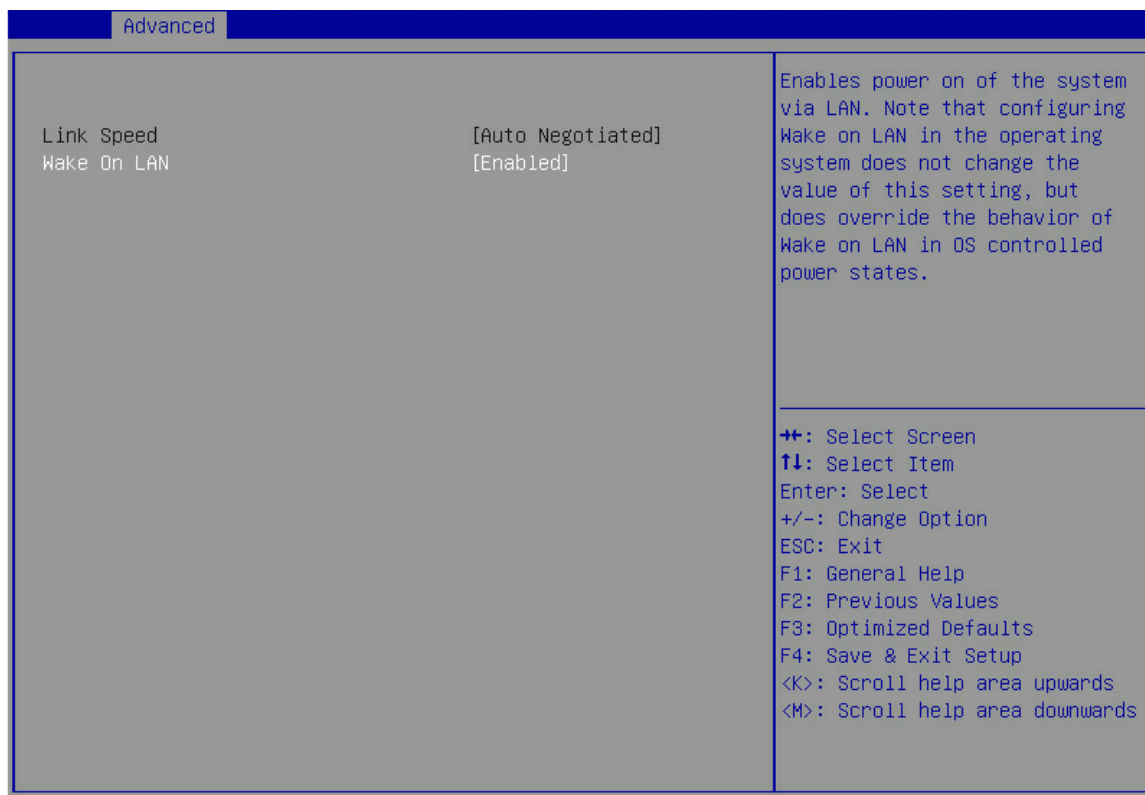 Advanced
Link Speed [Auto Negotiated]
Wake On LAN [Enabled]
Enables power on of the system
via LAN. Note that configuring
Wake on LAN in the operating
system does not change the
value of this setting, but
does override the behavior of
Wake on LAN in OS controlled
power states.
→←: Select Screen
↑↓: Select Item
Enter: Select
+/-: Change Option
ESC: Exit
F1: General Help
F2: Previous Values
F3: Optimized Defaults
F4: Save & Exit Setup
<K>: Scroll help area upwards
<M>: Scroll help area downwards